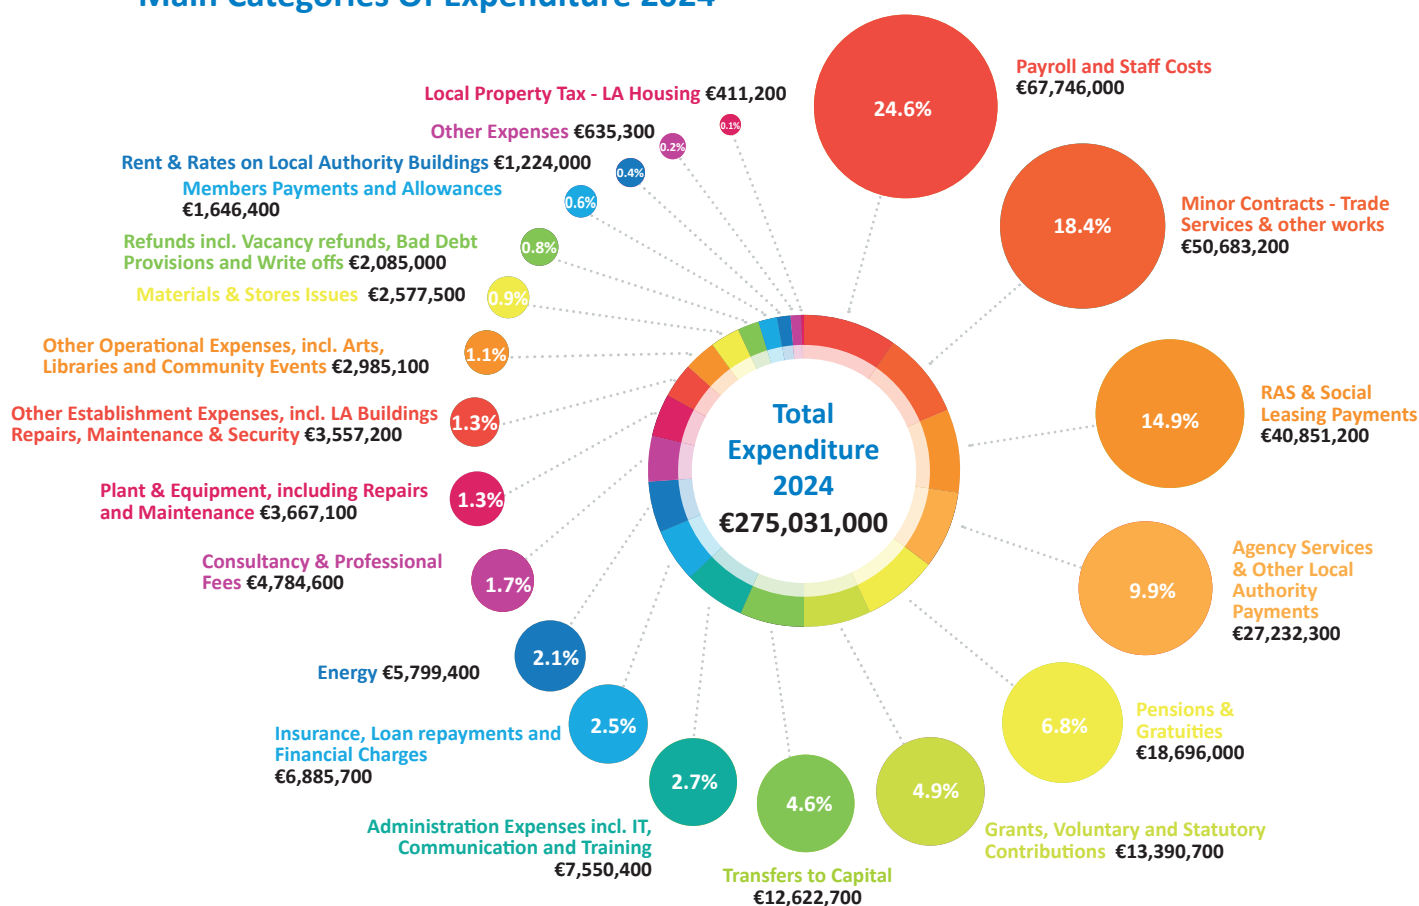 Main Categories Of Expenditure 2024
Payroll and Staff Costs
€67,746,000
24.6%
Local Property Tax - LA Housing €411,200
0.1%
Other Expenses €635,300
0.2%
Rent & Rates on Local Authority Buildings €1,224,000
0.4%
Members Payments and Allowances
€1,646,400
0.6%
Minor Contracts - Trade
Services & other works
€50,683,200
18.4%
Refunds incl. Vacancy refunds, Bad Debt
Provisions and Write offs €2,085,000
0.8%
Materials & Stores Issues €2,577,500
0.9%
Other Operational Expenses, incl. Arts,
Libraries and Community Events €2,985,100
1.1%
RAS & Social
Leasing Payments
€40,851,200
14.9%
Other Establishment Expenses, incl. LA Buildings
Repairs, Maintenance & Security €3,557,200
1.3%
Total
Expenditure
2024
€275,031,000
Plant & Equipment, including Repairs
and Maintenance €3,667,100
1.3%
Agency Services
& Other Local
Authority
Payments
€27,232,300
9.9%
Consultancy & Professional
Fees €4,784,600
1.7%
Energy €5,799,400
2.1%
Pensions &
Gratuities
€18,696,000
6.8%
Insurance, Loan repayments and
Financial Charges
€6,885,700
2.5%
Administration Expenses incl. IT,
Communication and Training
€7,550,400
2.7%
Transfers to Capital
€12,622,700
4.6%
Grants, Voluntary and Statutory
Contributions €13,390,700
4.9%